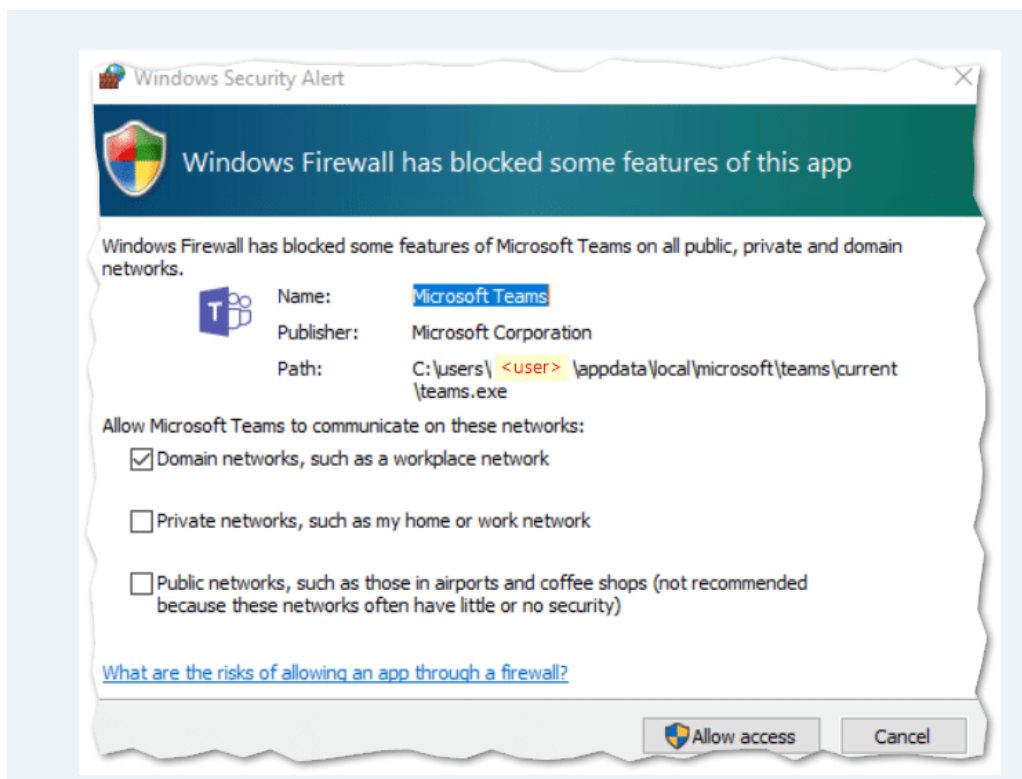 Windows Security Alert
Windows Firewall has blocked some features of this app
Windows Firewall has blocked some features of Microsoft Teams on all public, private and domain
networks.
T
Name: Microsoft Teams
Publisher: Microsoft Corporation
Path: C:\users\ <user> \appdata\local\microsoft\teams\current
\teams.exe
Allow Microsoft Teams to communicate on these networks:
Domain networks, such as a workplace network
Private networks, such as my home or work network
Public networks, such as those in airports and coffee shops (not recommended
because these networks often have little or no security)
What are the risks of allowing an app through a firewall?
Allow access Cancel